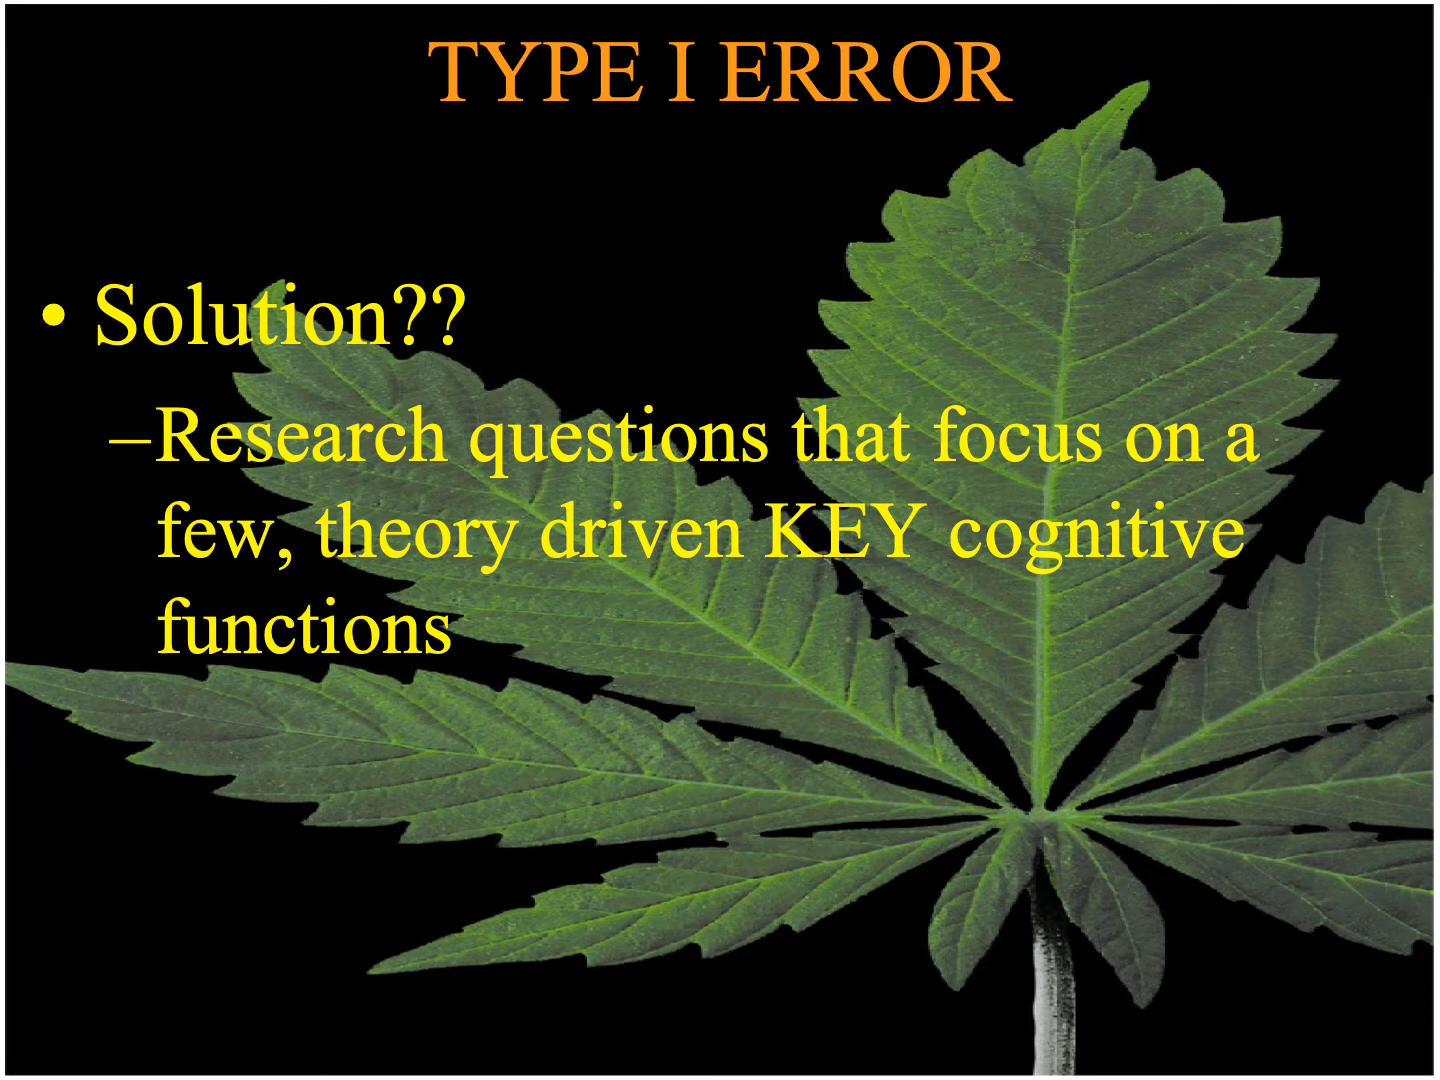 TYPE I ERROR
• Solution??
–Research questions that focus on a
few, theory driven KEY cognitive
functions